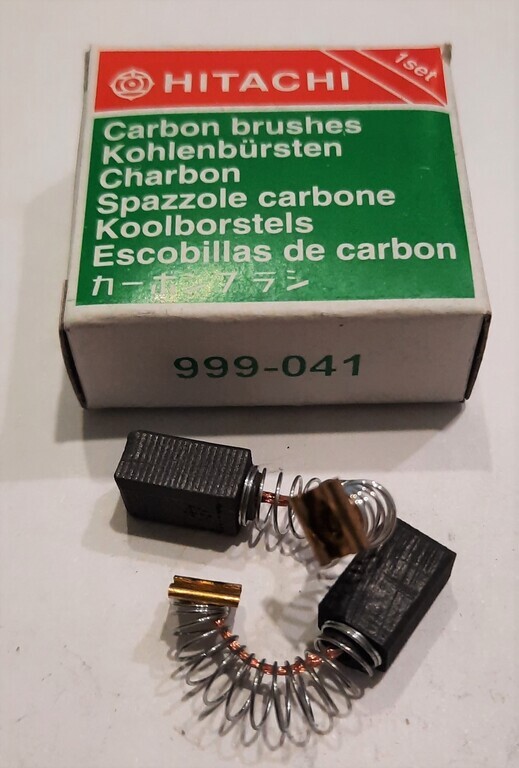 HITACHI
1set
Carbon brushes
Kohlenbürsten
Charbon
Spazzole carbone
Koolborstels
Escobillas de carbon
カーボンブラシ
999-041